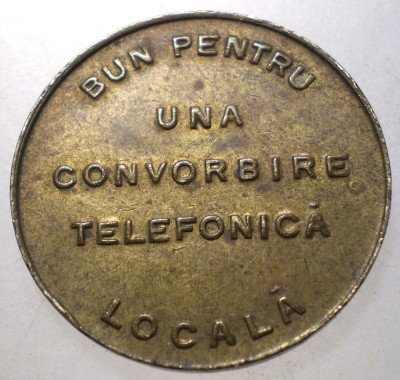 BUN PENTRU
UNA
CONVORBIRE
TELEFONICĂ
LOCALĂ